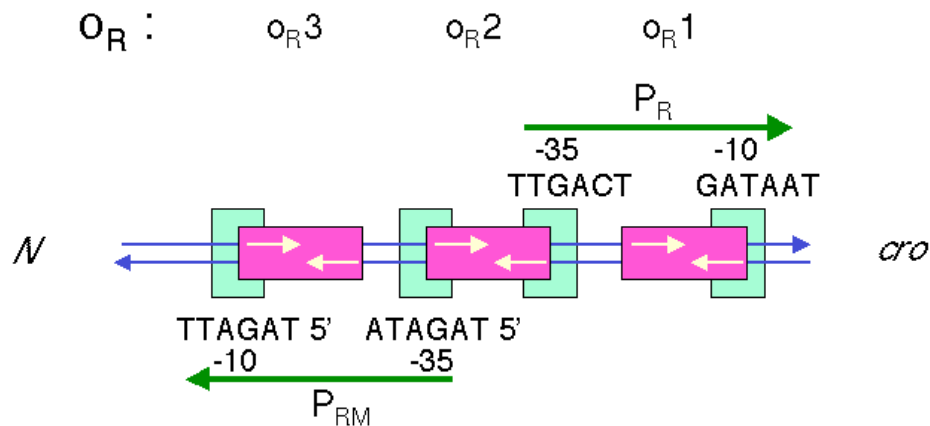 OR : OR3 OR2 OR1
PR
-35 -10
TTGACT GATAAT
N cro
TTAGAT 5’ ATAGAT 5’
-10 -35
PRM